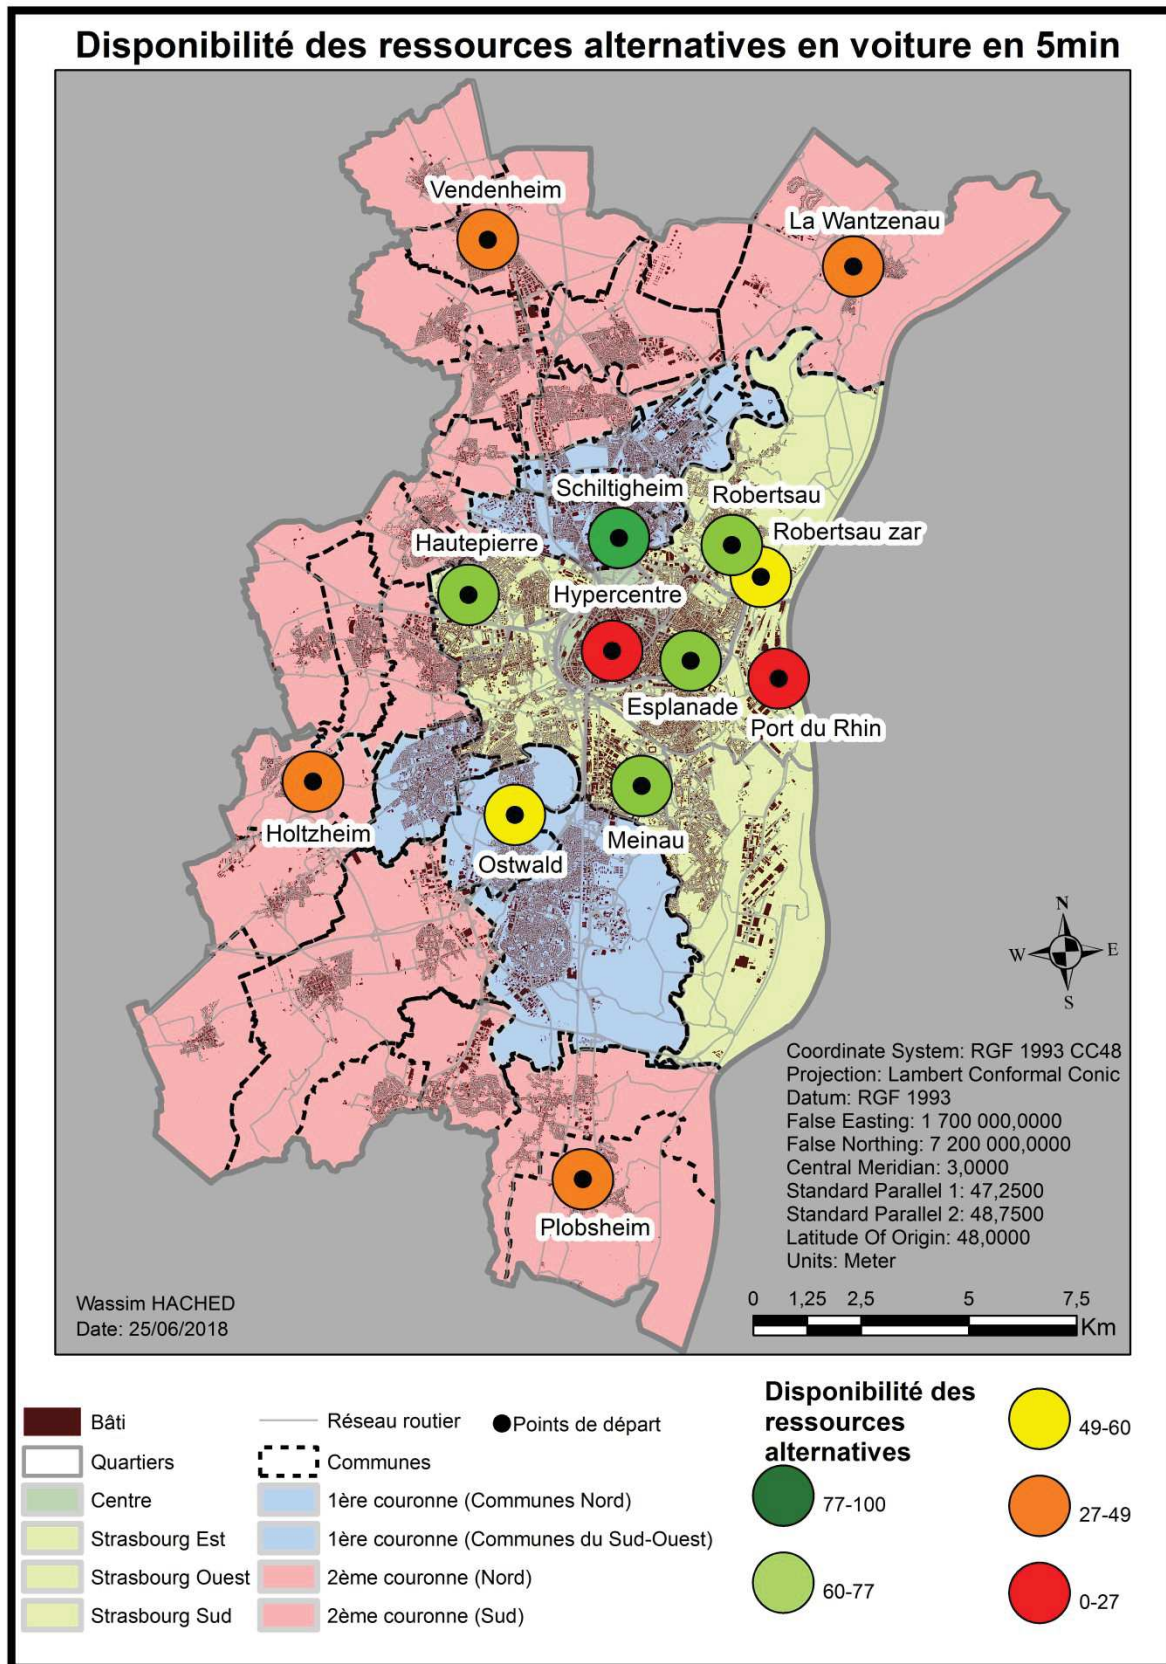 Disponibilité des ressources alternatives en voiture en 5min
Vendenheim
La Wantzenau
Schiltigheim
Robertsau
Hautepierre
Robertsau zar
Hypercentre
Esplanade
Port du Rhin
Holtzheim
Ostwald
Meinau
Plobsheim
N
W
E
S
Coordinate System: RGF 1993 CC48
Projection: Lambert Conformal Conic
Datum: RGF 1993
False Easting: 1 700 000,0000
False Northing: 7 200 000,0000
Central Meridian: 3,0000
Standard Parallel 1: 47,2500
Standard Parallel 2: 48,7500
Latitude Of Origin: 48,0000
Units: Meter
Wassim HACHED
Date: 25/06/2018
0 1,25 2,5 5 7,5
Km
Bâti
Quartiers
Centre
Strasbourg Est
Strasbourg Ouest
Strasbourg Sud
Réseau routier
Points de départ
Communes
1ère couronne (Communes Nord)
1ère couronne (Communes du Sud-Ouest)
2ème couronne (Nord)
2ème couronne (Sud)
Disponibilité des
ressources
alternatives
77-100
60-77
49-60
27-49
0-27